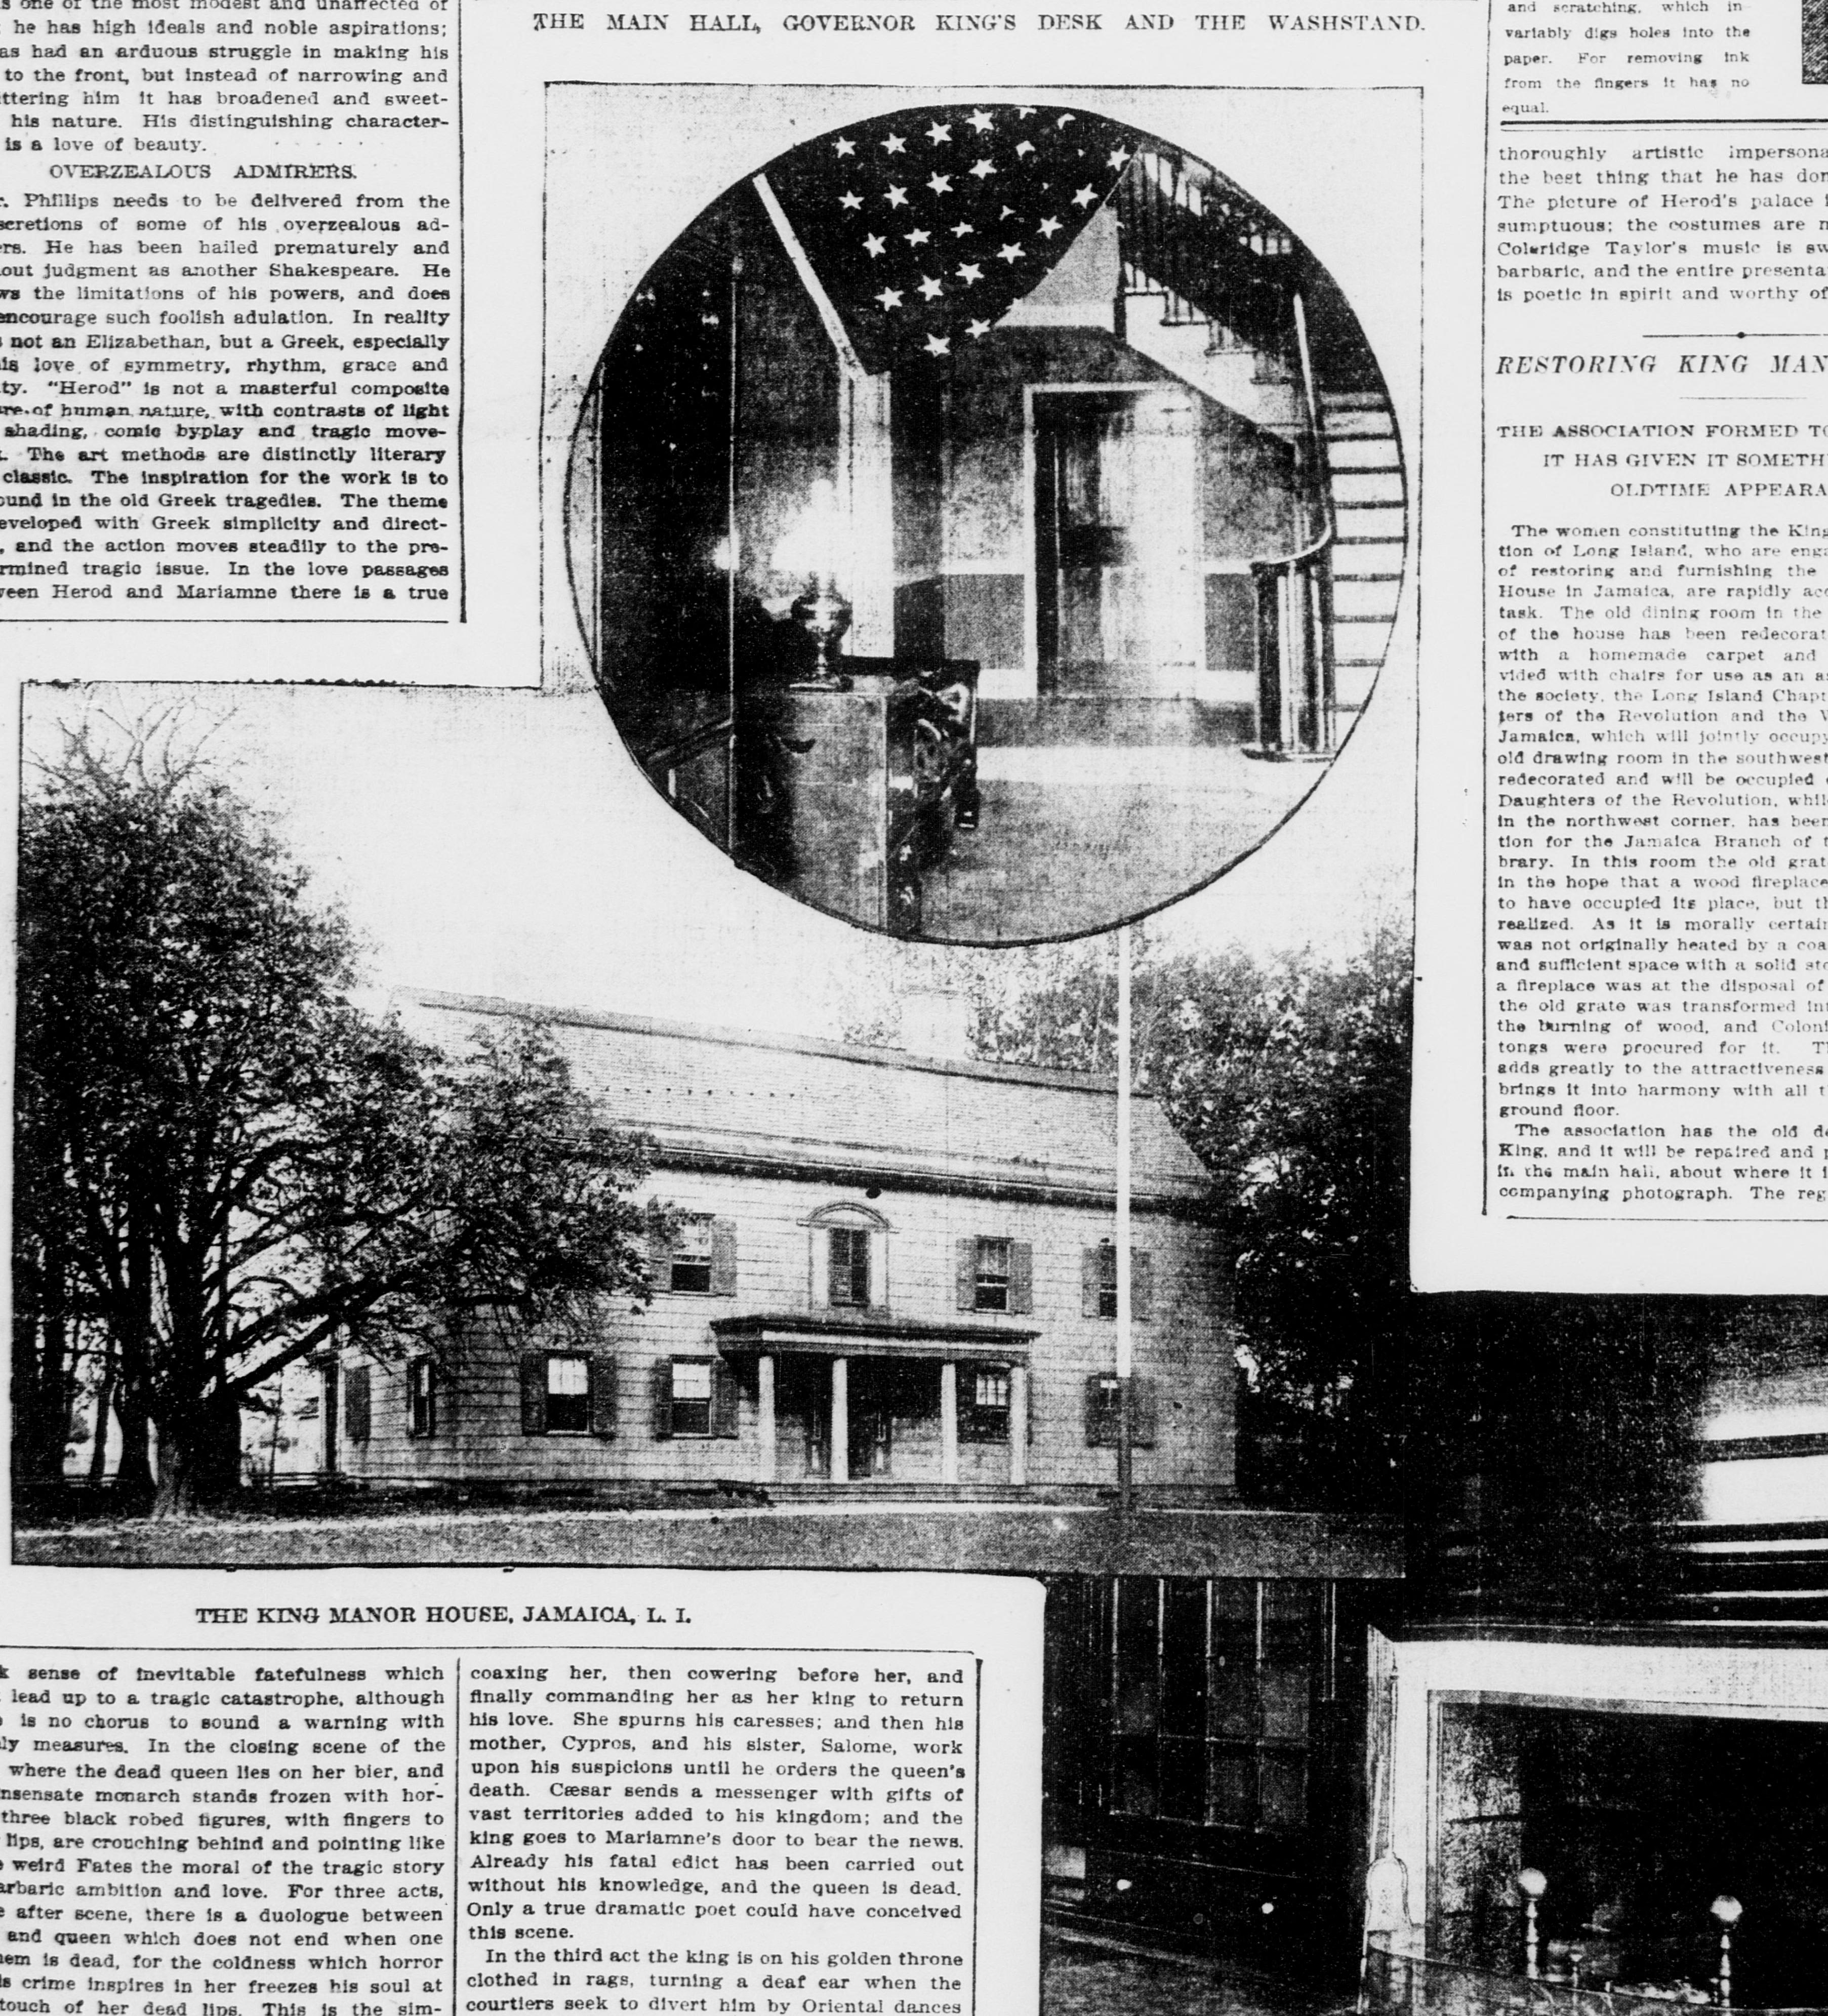 s one of the most modest and unaffected of
he has high ideals and noble aspirations;
as had an arduous struggle in making his
to the front, but instead of narrowing and
ttering him it has broadened and sweet-
his nature. His distinguishing character-
is a love of beauty.
OVERZEALOUS ADMIRERS.
r. Phillips needs to be delivered from the
scretions of some of his overzealous ad-
ers. He has been hailed prematurely and
out judgment as another Shakespeare. He
ws the limitations of his powers, and does
encourage such foolish adulation. In reality
s not an Elizabethan, but a Greek, especially
his love of symmetry, rhythm, grace and
ty. "Herod" is not a masterful composite
re of human nature, with contrasts of light
shading, comic byplay and tragic move-
t. The art methods are distinctly literary
classic. The inspiration for the work is to
ound in the old Greek tragedies. The theme
eveloped with Greek simplicity and direct-
, and the action moves steadily to the pre-
rmined tragic issue. In the love passages
ween Herod and Mariamne there is a true
THE MAIN HALL, GOVERNOR KING'S DESK AND THE WASHSTAND.
THE KING MANOR HOUSE, JAMAICA, L. I.
k sense of inevitable fatefulness which
lead up to a tragic catastrophe, although
e is no chorus to sound a warning with
ly measures. In the closing scene of the
where the dead queen lies on her bier, and
nsensate monarch stands frozen with hor-
three black robed figures, with fingers to
lips, are crouching behind and pointing like
e weird Fates the moral of the tragic story
arbaric ambition and love. For three acts,
e after scene, there is a duologue between
and queen which does not end when one
hem is dead, for the coldness which horror
is crime inspires in her freezes his soul at
touch of her dead lips. This is the sim-
coaxing her, then cowering before her, and
finally commanding her as her king to return
his love. She spurns his caresses; and then his
mother, Cypros, and his sister, Salome, work
upon his suspicions until he orders the queen's
death. Cæsar sends a messenger with gifts of
vast territories added to his kingdom; and the
king goes to Mariamne's door to bear the news.
Already his fatal edict has been carried out
without his knowledge, and the queen is dead.
Only a true dramatic poet could have conceived
this scene.
In the third act the king is on his golden throne
clothed in rags, turning a deaf ear when the
courtiers seek to divert him by Oriental dances
and scratching, which in-
variably digs holes into the
paper. For removing ink
from the fingers it has no
equal.
thoroughly artistic impersona
the best thing that he has don
The picture of Herod's palace i
sumptuous; the costumes are m
Coleridge Taylor's music is sw
barbaric, and the entire presenta
is poetic in spirit and worthy of
RESTORING KING MAN
THE ASSOCIATION FORMED TO
IT HAS GIVEN IT SOMETH
OLDTIME APPEARA
The women constituting the King
tion of Long Island, who are enga
of restoring and furnishing the
House in Jamaica, are rapidly acc
task. The old dining room in the
of the house has been redecorat
with a homemade carpet and
vided with chairs for use as an as
the society, the Long Island Chapt
ters of the Revolution and the V
Jamaica, which will jointly occupy
old drawing room in the southwest
redecorated and will be occupied
Daughters of the Revolution, whil
in the northwest corner, has been
tion for the Jamaica Branch of t
brary. In this room the old grat
in the hope that a wood fireplace
to have occupied its place, but th
realized. As it is morally certain
was not originally heated by a coa
and sufficient space with a solid sto
a fireplace was at the disposal of
the old grate was transformed int
the burning of wood, and Coloni
tongs were procured for it. Th
adds greatly to the attractiveness
brings it into harmony with all t
ground floor.
The association has the old de
King, and it will be repaired and p
in the main hall, about where it i
companying photograph. The reg